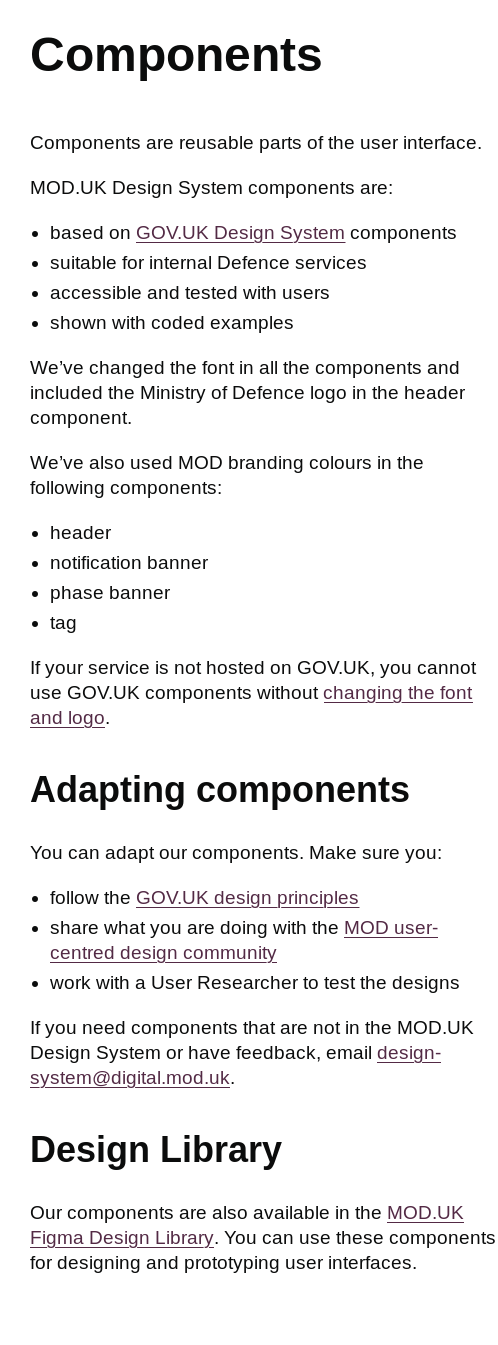 Components
Components are reusable parts of the user interface.
MOD.UK Design System components are:
• based on GOV.UK Design System components
• suitable for internal Defence services
• accessible and tested with users
• shown with coded examples
We’ve changed the font in all the components and
included the Ministry of Defence logo in the header
component.
We’ve also used MOD branding colours in the
following components:
• header
• notification banner
• phase banner
• tag
If your service is not hosted on GOV.UK, you cannot
use GOV.UK components without changing the font
and logo.
Adapting components
You can adapt our components. Make sure you:
• follow the GOV.UK design principles
• share what you are doing with the MOD user-
centred design community
• work with a User Researcher to test the designs
If you need components that are not in the MOD.UK
Design System or have feedback, email design-
system@digital.mod.uk.
Design Library
Our components are also available in the MOD.UK
Figma Design Library. You can use these components
for designing and prototyping user interfaces.